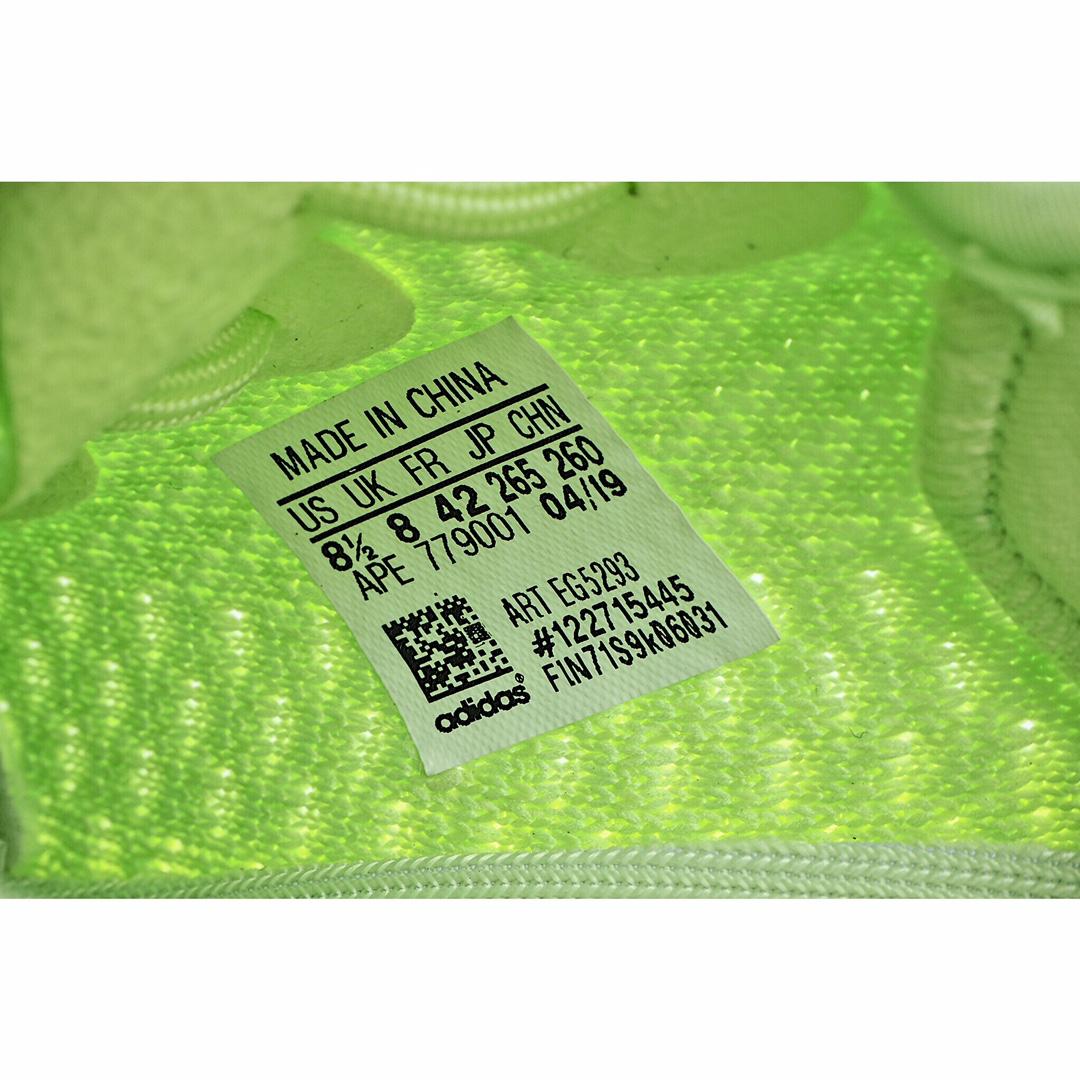 MADE IN CHINA
US UK FR JP CHN
8½ 8 42 265 260
APE 779001 04/19
ART EG5293
#122715445
FIN71S9K06031
adidas®